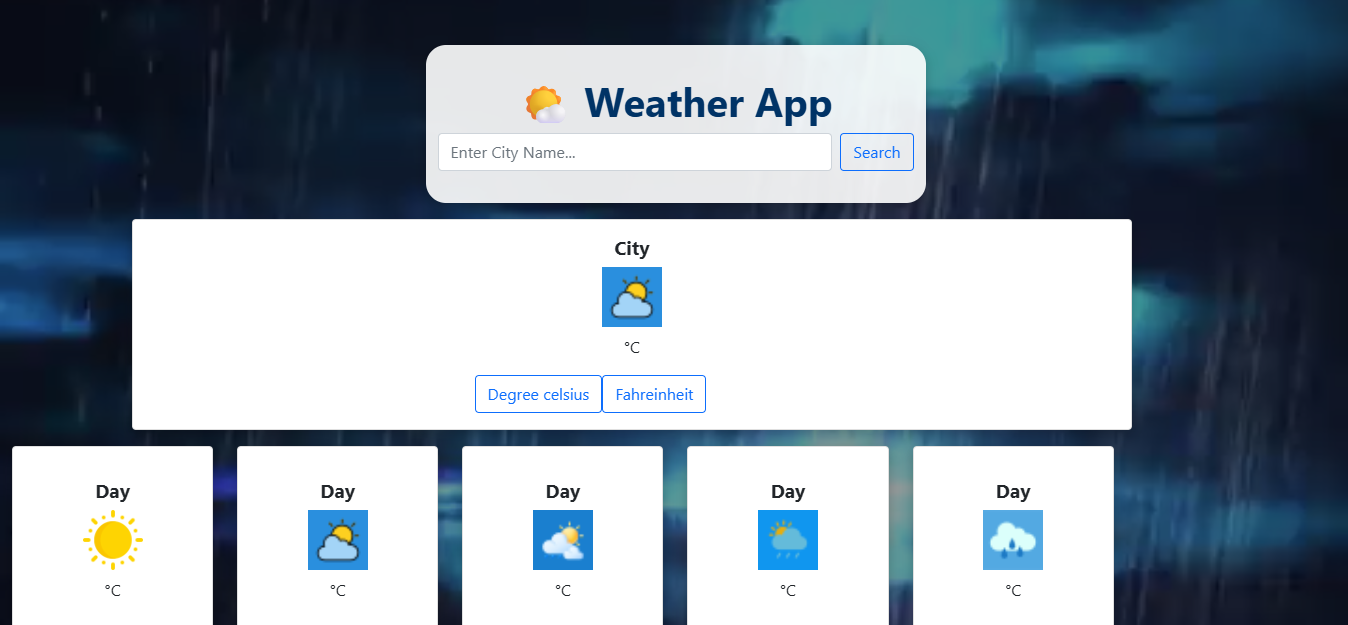 Weather App
Enter City Name...
Search
City
°C
Degree celsius
Fahreinheit
Day
Day
Day
Day
Day
°C
°C
°C
°C
°C